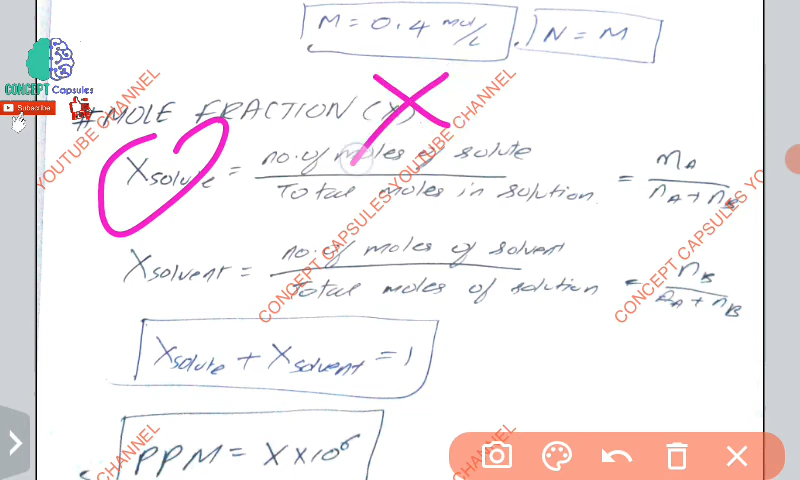 M = 0.4 mol/L , N = M
CONCEPT
Capsules
Subscribe
# MOLE FRACTION (X)
Xsolute = no. of moles of solute / Total moles in solution = nA / nA + nB
Xsolvent = no. of moles of solvent / Total moles of solution = nB / nA + nB
Xsolute + Xsolvent = 1
PPM = X x 10⁶
YOUTUBE CHANNEL
CONCEPT CAPSULES YOUTUBE CHANNEL
CONCEPT CAPSULES YO
CHANNEL